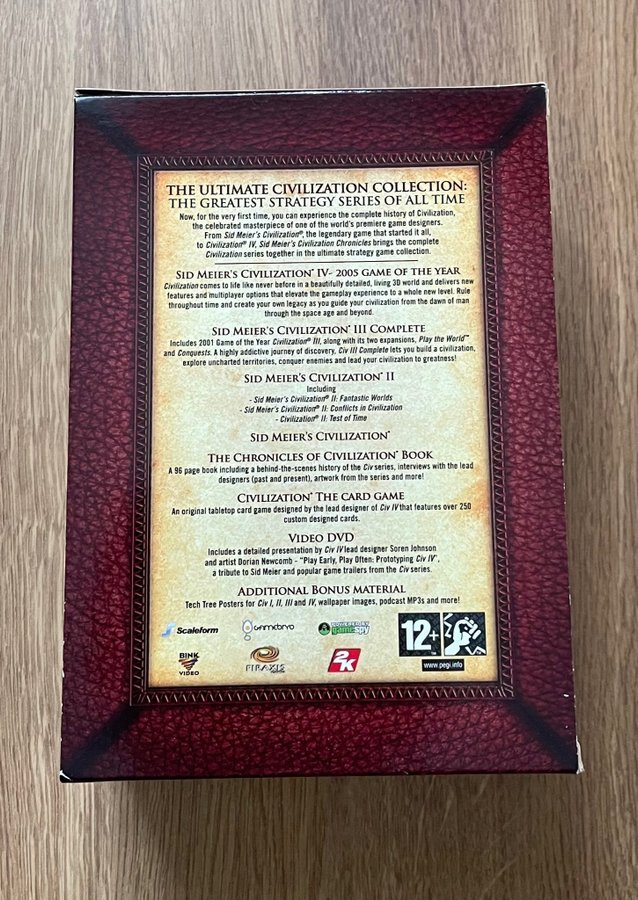 THE ULTIMATE CIVILIZATION COLLECTION:
THE GREATEST STRATEGY SERIES OF ALL TIME
Now, for the very first time, you can experience the complete history of Civilization,
the celebrated masterpiece of one of the world's premiere game designers.
From Sid Meier's Civilization®, the legendary game that started it all,
to Civilization® IV, Sid Meier's Civilization Chronicles brings the complete
Civilization series together in the ultimate strategy game collection.
SID MEIER'S CIVILIZATION® IV- 2005 GAME OF THE YEAR
Civilization comes to life like never before in a beautifully detailed, living 3D world and delivers new
features and multiplayer options that elevate the gameplay experience to a whole new level. Rule
throughout time and create your own legacy as you guide your civilization from the dawn of man
through the space age and beyond.
SID MEIER'S CIVILIZATION® III COMPLETE
Includes 2001 Game of the Year Civilization® III, along with its two expansions, Play the World™
and Conquests. A highly addictive journey of discovery, Civ III Complete lets you build a civilization,
explore uncharted territories, conquer enemies and lead your civilization to greatness!
SID MEIER'S CIVILIZATION® II
Including
- Sid Meier's Civilization® II: Fantastic Worlds
- Sid Meier's Civilization® II: Conflicts in Civilization
- Civilization® II: Test of Time
SID MEIER'S CIVILIZATION®
THE CHRONICLES OF CIVILIZATION® BOOK
A 96 page book including a behind-the-scenes history of the Civ series, interviews with the lead
designers (past and present), artwork from the series and more!
CIVILIZATION® THE CARD GAME
An original tabletop card game designed by the lead designer of Civ IV that features over 250
custom designed cards.
VIDEO DVD
Includes a detailed presentation by Civ IV lead designer Soren Johnson
and artist Dorian Newcomb - "Play Early, Play Often: Prototyping Civ IV",
a tribute to Sid Meier and popular game trailers from the Civ series.
ADDITIONAL BONUS MATERIAL
Tech Tree Posters for Civ I, II, III and IV, wallpaper images, podcast MP3s and more!
Scaleform
Gamebryo
POWERED BY
gamespy
12+
BINK
VIDEO
FIRAXIS
2K
www.pegi.info